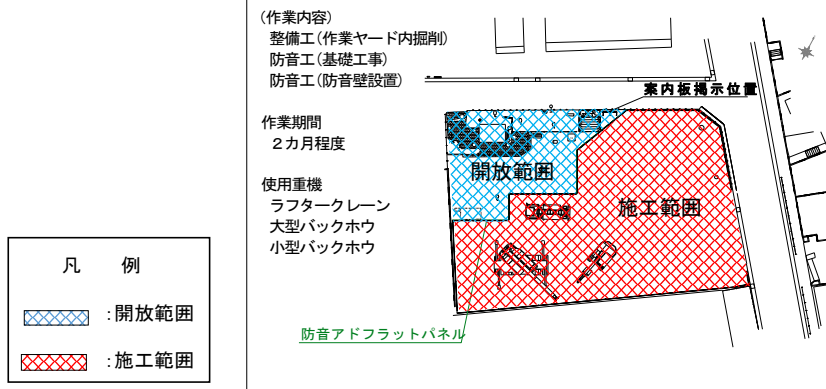 (作業内容)
整備工(作業ヤード内掘削)
防音工(基礎工事)
防音工(防音壁設置)
作業期間
２カ月程度
使用重機
ラフタークレーン
大型バックホウ
小型バックホウ
案内板掲示位置
開放範囲
施工範囲
防音アドフラットパネル
凡　例
：開放範囲
：施工範囲